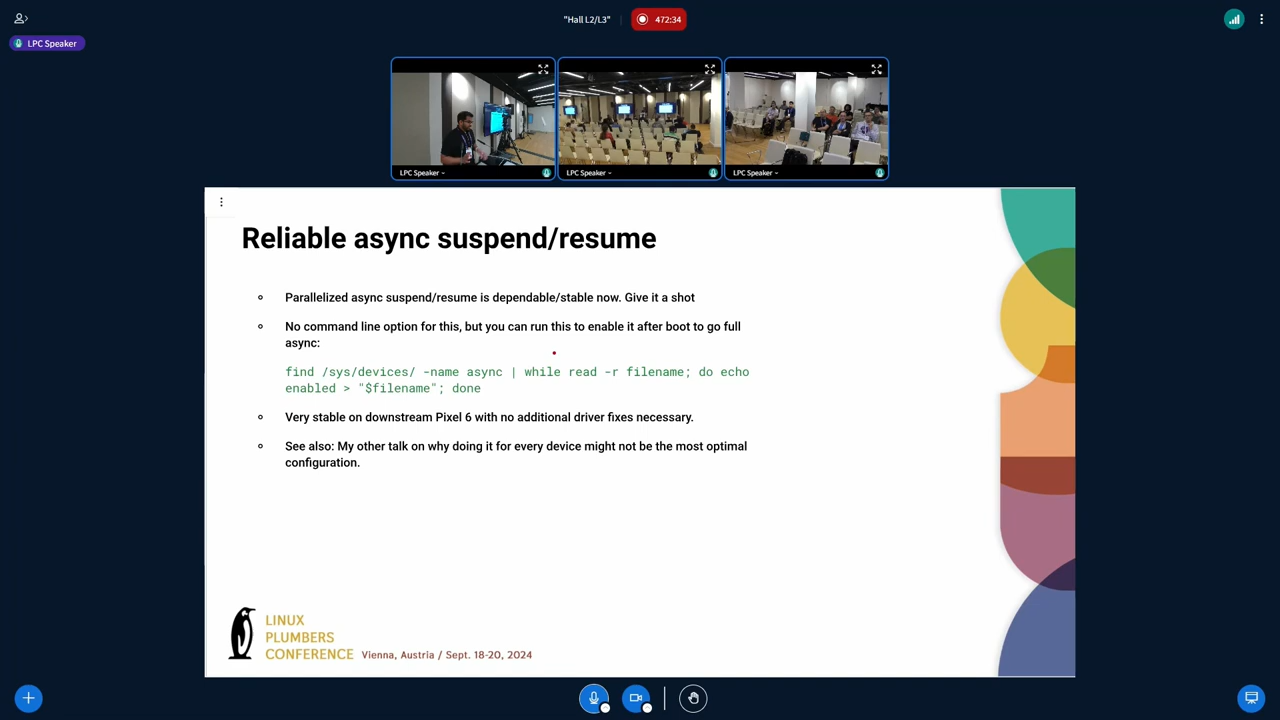 "Hall L2/L3"
472:34
LPC Speaker
LPC Speaker
LPC Speaker
LPC Speaker
Reliable async suspend/resume
Parallelized async suspend/resume is dependable/stable now. Give it a shot
No command line option for this, but you can run this to enable it after boot to go full
async:
find /sys/devices/ -name async | while read -r filename; do echo
enabled > "$filename"; done
Very stable on downstream Pixel 6 with no additional driver fixes necessary.
See also: My other talk on why doing it for every device might not be the most optimal
configuration.
LINUX
PLUMBERS
CONFERENCE Vienna, Austria / Sept. 18-20, 2024